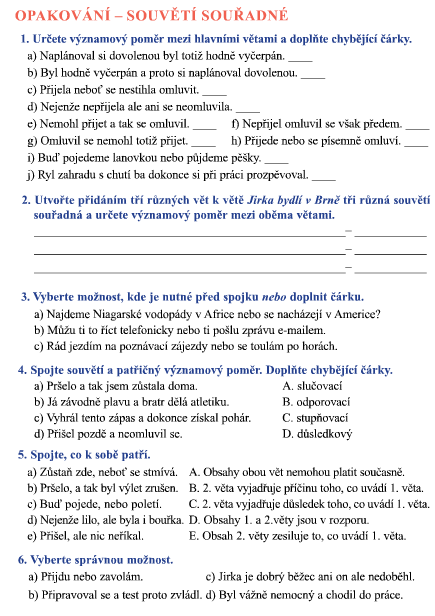 OPAKOVÁNÍ – SOUVĚTÍ SOUŘADNÉ
1. Určete významový poměr mezi hlavními větami a doplňte chybějící čárky.
a) Naplánoval si dovolenou byl totiž hodně vyčerpán. ____
b) Byl hodně vyčerpán a proto si naplánoval dovolenou. ____
c) Přijela neboť se nestihla omluvit. ____
d) Nejenže nepřijela ale ani se neomluvila. ____
e) Nemohl přijet a tak se omluvil. ____ f) Nepřijel omluvil se však předem. ____
g) Omluvil se nemohl totiž přijet. ____ h) Přijede nebo se písemně omluví. ____
i) Buď pojedeme lanovkou nebo půjdeme pěšky. ____
j) Ryl zahradu s chutí ba dokonce si při práci prozpěvoval. ____
2. Utvořte přidáním tří různých vět k větě Jirka bydlí v Brně tři různá souvětí
souřadná a určete významový poměr mezi oběma větami.
____________________________________________– __________
____________________________________________– __________
____________________________________________– __________
3. Vyberte možnost, kde je nutné před spojku nebo doplnit čárku.
a) Najdeme Niagarské vodopády v Africe nebo se nacházejí v Americe?
b) Můžu ti to říct telefonicky nebo ti pošlu zprávu e-mailem.
c) Rád jezdím na poznávací zájezdy nebo se toulám po horách.
4. Spojte souvětí a patřičný významový poměr. Doplňte chybějící čárky.
a) Pršelo a tak jsem zůstala doma. A. slučovací
b) Já závodně plavu a bratr dělá atletiku. B. odporovací
c) Vyhrál tento zápas a dokonce získal pohár. C. stupňovací
d) Přišel pozdě a neomluvil se. D. důsledkový
5. Spojte, co k sobě patří.
a) Zůstaň zde, neboť se stmívá. A. Obsahy obou vět nemohou platit současně.
b) Pršelo, a tak byl výlet zrušen. B. 2. věta vyjadřuje příčinu toho, co uvádí 1. věta.
c) Buď pojede, nebo poletí. C. 2. věta vyjadřuje důsledek toho, co uvádí 1. věta.
d) Nejenže lilo, ale byla i bouřka. D. Obsahy 1. a 2.věty jsou v rozporu.
e) Přišel, ale nic neříkal. E. Obsah 2. věty zesiluje to, co uvádí 1. věta.
6. Vyberte správnou možnost.
a) Přijdu nebo zavolám. c) Jirka je dobrý běžec ani on ale nedoběhl.
b) Připravoval se a test proto zvládl. d) Byl vážně nemocný a chodil do práce.